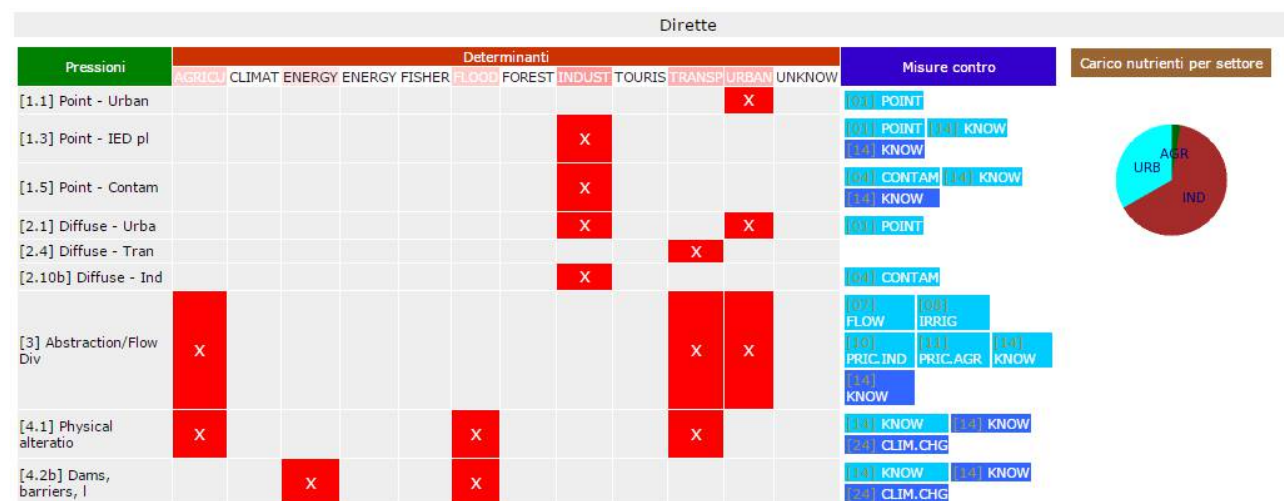 Dirette
Pressioni
Determinanti
Misure contro
Carico nutrienti per settore
AGRICU CLIMAT ENERGY ENERGY FISHER FLOOD FOREST INDUST TOURIS TRANSP URBAN UNKNOW
[1.1] Point - Urban
X
[01] POINT
[1.3] Point - IED pl
X
[01] POINT [14] KNOW
[14] KNOW
[1.5] Point - Contam
X
[04] CONTAM [14] KNOW
[14] KNOW
[2.1] Diffuse - Urba
X X
[01] POINT
[2.4] Diffuse - Tran
X
[2.10b] Diffuse - Ind
X
[04] CONTAM
[3] Abstraction/Flow
Div
X X X
[07] [08]
FLOW IRRIG
[10] [11] [14]
PRIC.IND PRIC.AGR KNOW
[14]
KNOW
[4.1] Physical
alteratio
X X X
[14] KNOW [14] KNOW
[24] CLIM.CHG
[4.2b] Dams,
barriers, l
X X
[14] KNOW [14] KNOW
[24] CLIM.CHG
AGR
URB
IND